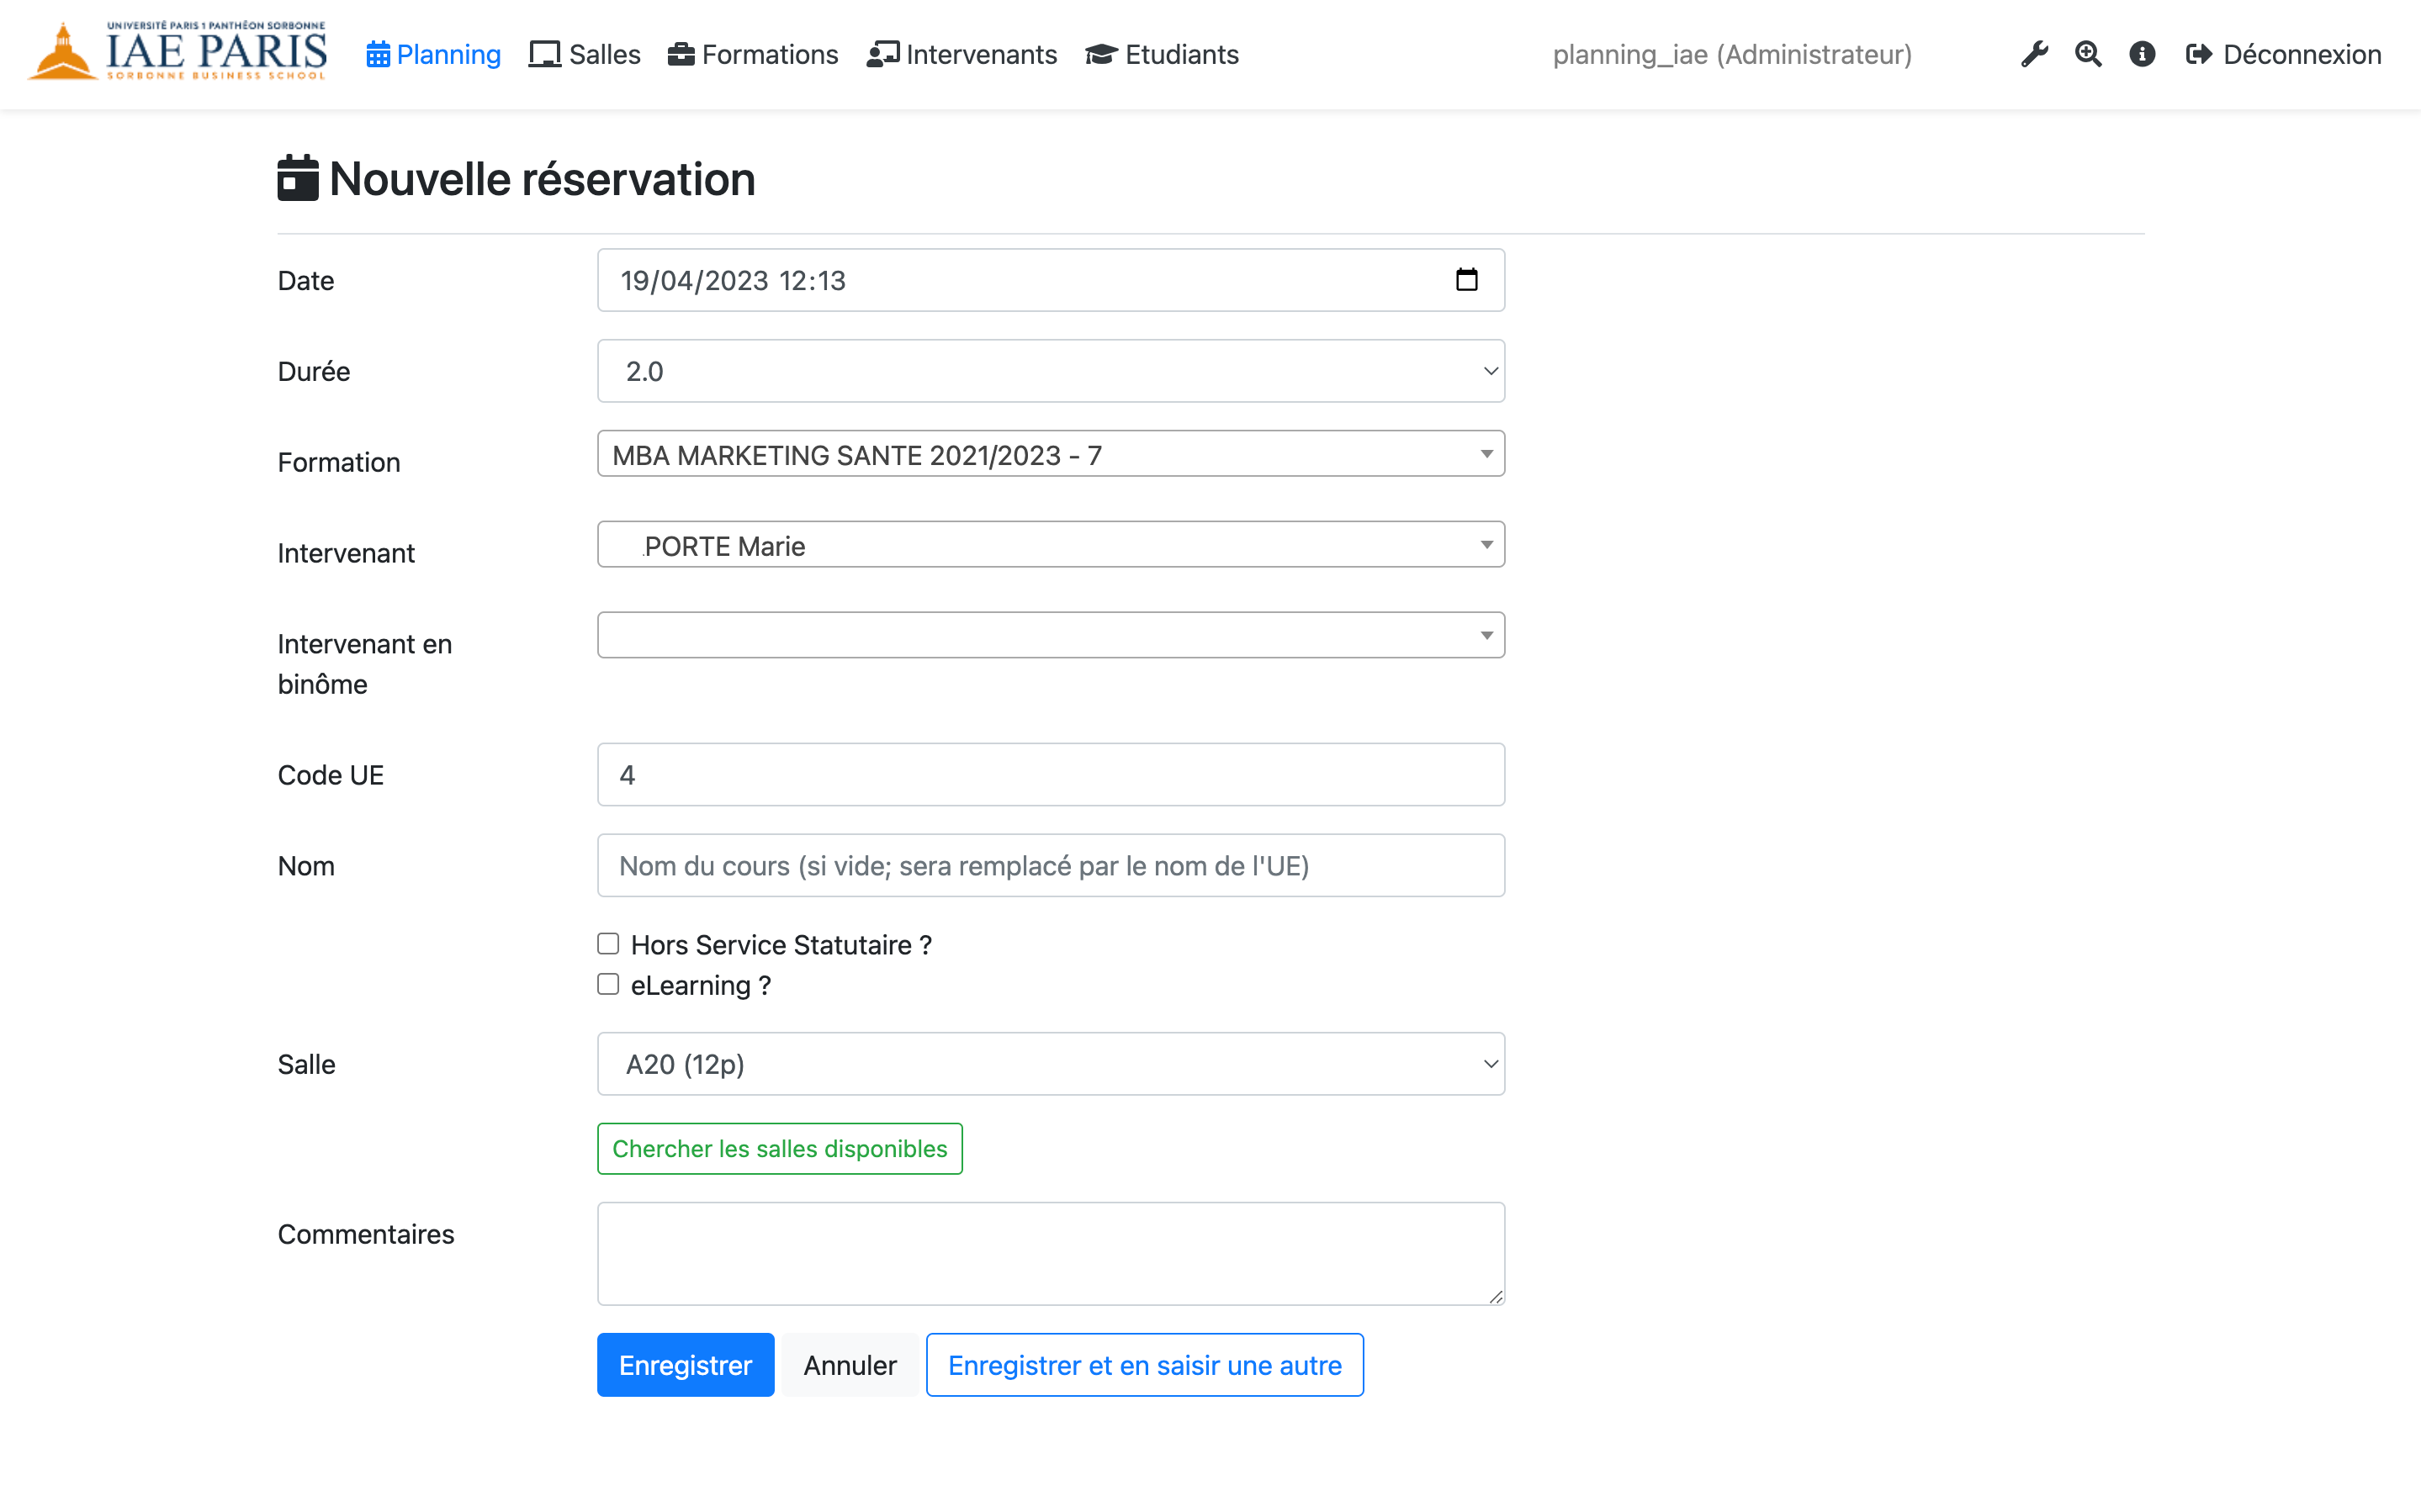 UNIVERSITÉ PARIS 1 PANTHÉON SORBONNE
IAE PARIS
SORBONNE BUSINESS SCHOOL
Planning Salles Formations Intervenants Etudiants planning_iae (Administrateur) Déconnexion
Nouvelle réservation
Date 19/04/2023 12:13
Durée 2.0
Formation MBA MARKETING SANTE 2021/2023 - 7
Intervenant PORTE Marie
Intervenant en
binôme
Code UE 4
Nom Nom du cours (si vide; sera remplacé par le nom de l'UE)
Hors Service Statutaire ?
eLearning ?
Salle A20 (12p)
Chercher les salles disponibles
Commentaires
Enregistrer Annuler Enregistrer et en saisir une autre